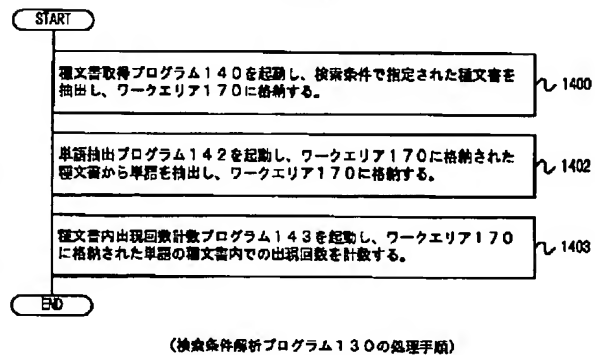 START
種文書取得プログラム140を起動し、検索条件で指定された種文書を
抽出し、ワークエリア170に格納する。
1400
単語抽出プログラム142を起動し、ワークエリア170に格納された
種文書から単語を抽出し、ワークエリア170に格納する。
1402
種文書内出現回数計数プログラム143を起動し、ワークエリア170
に格納された単語の種文書内での出現回数を計数する。
1403
END
(検索条件解析プログラム130の処理手順)